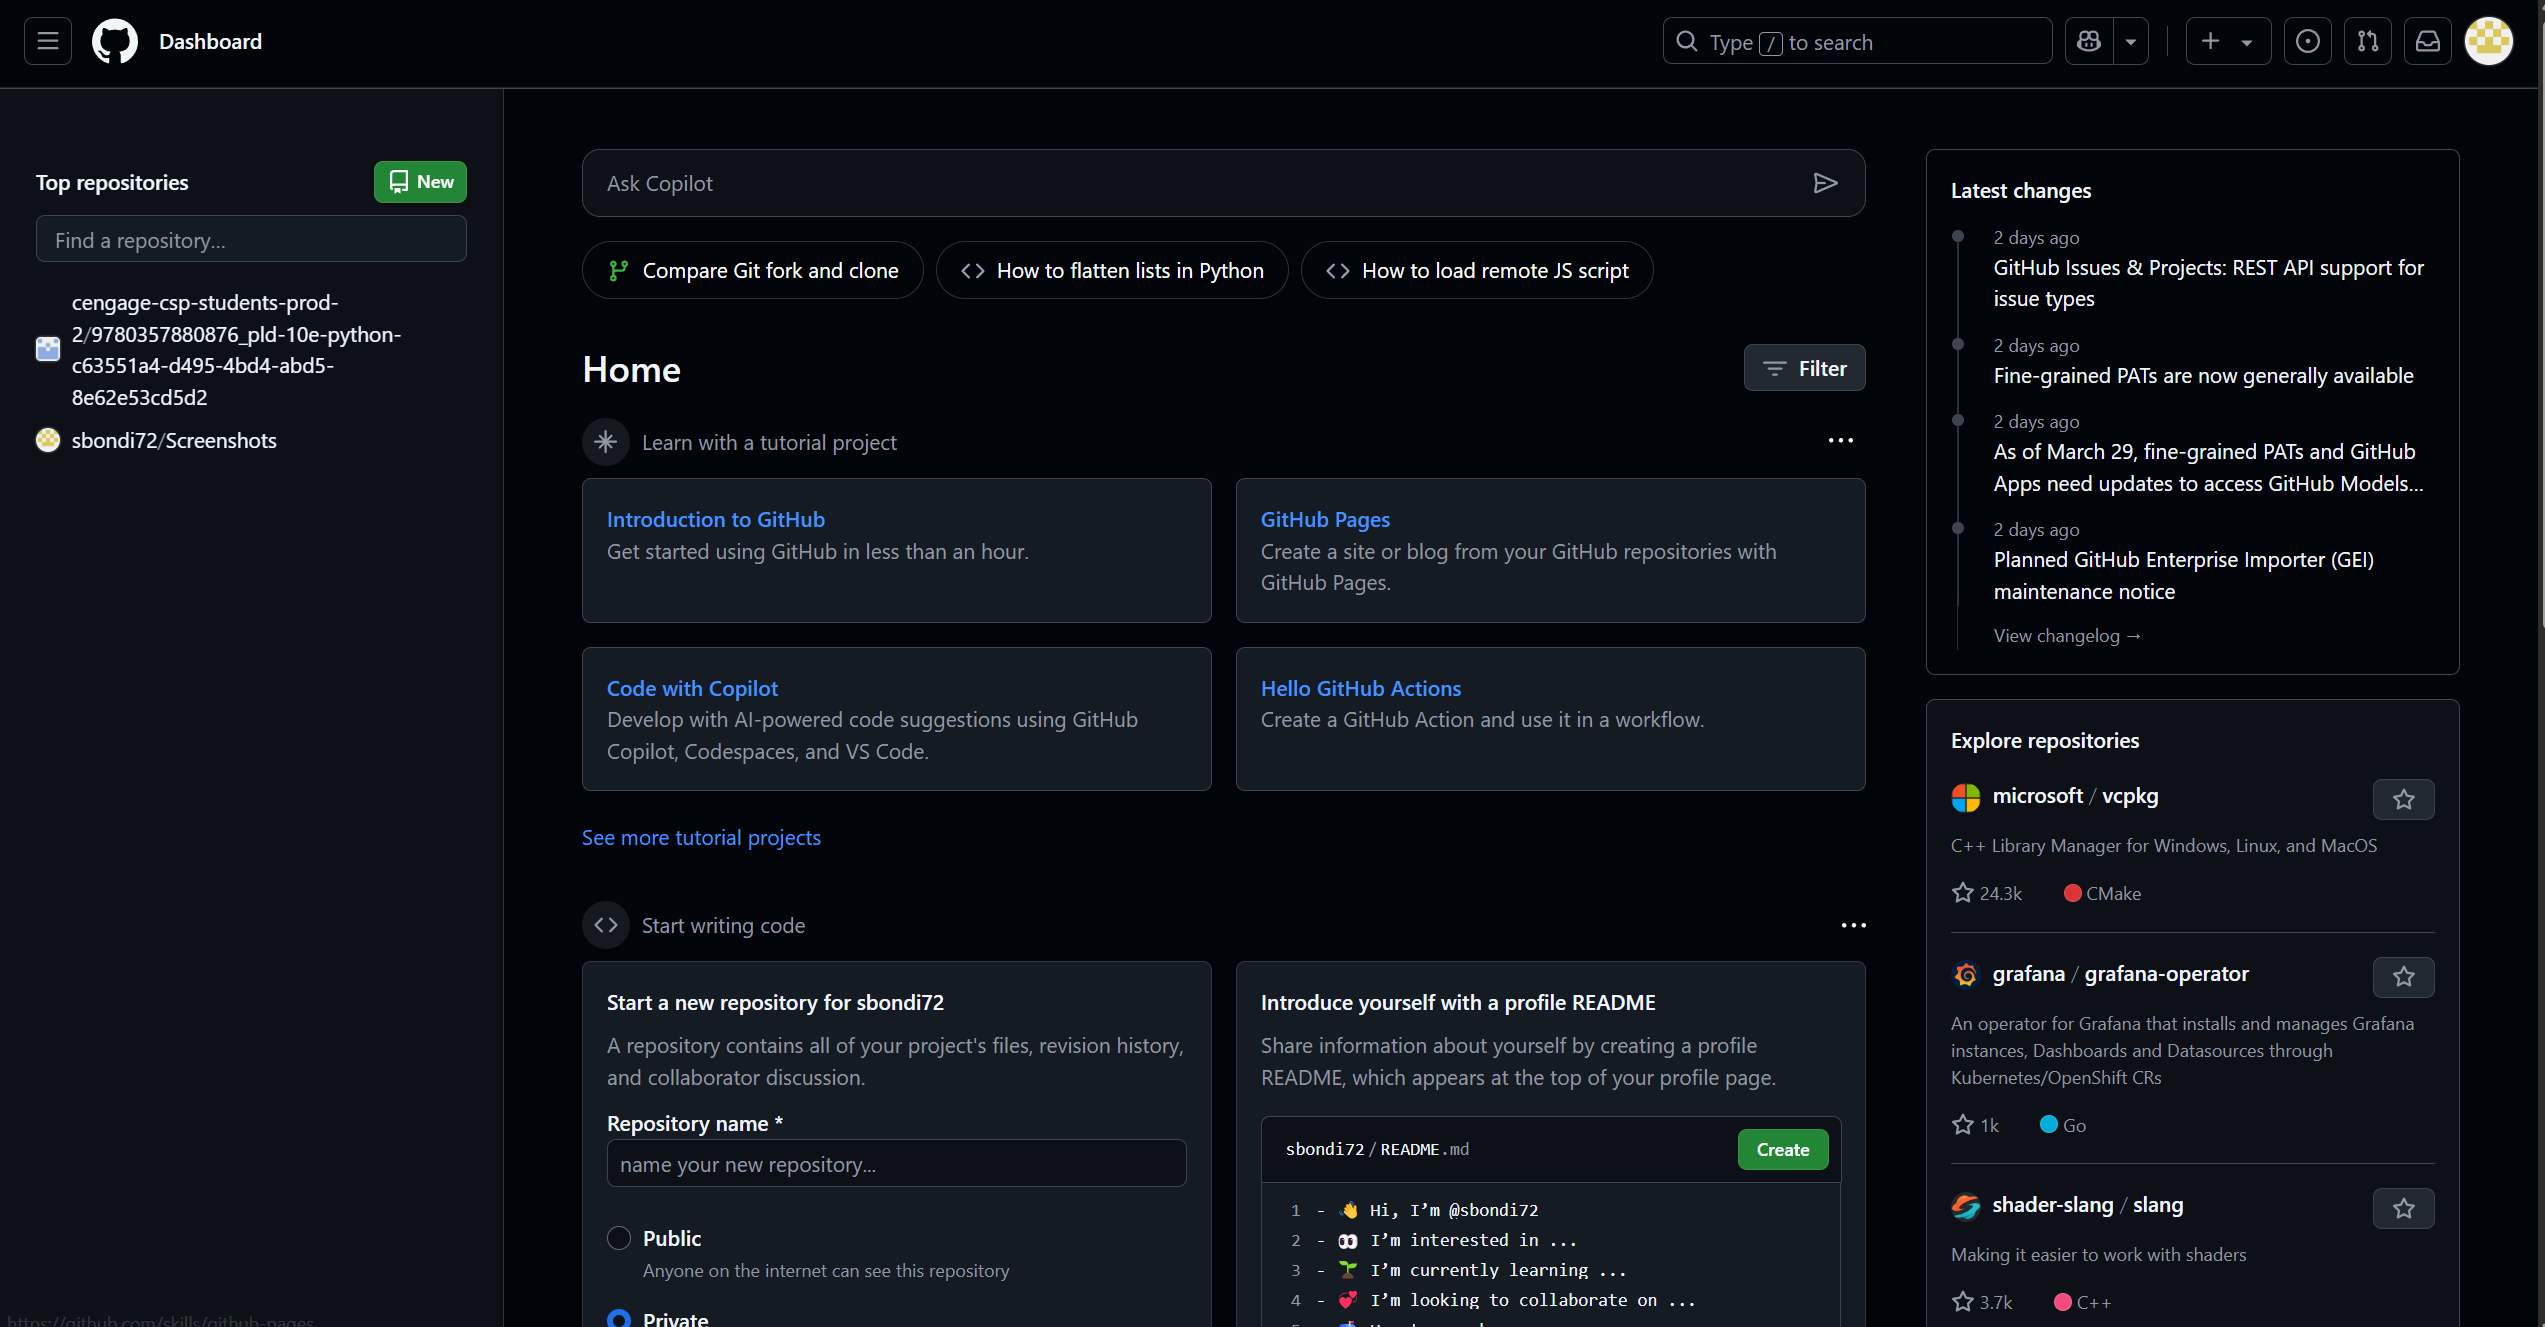 Dashboard
Type / to search
Top repositories
New
Find a repository...
cengage-csp-students-prod-
2/9780357880876_pld-10e-python-
c63551a4-d495-4bd4-abd5-
8e62e53cd5d2
sbondi72/Screenshots
Ask Copilot
Compare Git fork and clone
How to flatten lists in Python
How to load remote JS script
Home
Filter
Learn with a tutorial project
Introduction to GitHub
Get started using GitHub in less than an hour.
GitHub Pages
Create a site or blog from your GitHub repositories with
GitHub Pages.
Code with Copilot
Develop with AI-powered code suggestions using GitHub
Copilot, Codespaces, and VS Code.
Hello GitHub Actions
Create a GitHub Action and use it in a workflow.
See more tutorial projects
Start writing code
Start a new repository for sbondi72
A repository contains all of your project's files, revision history,
and collaborator discussion.
Repository name *
name your new repository...
Public
Anyone on the internet can see this repository
Private
Introduce yourself with a profile README
Share information about yourself by creating a profile
README, which appears at the top of your profile page.
sbondi72 / README.md
Create
1 - 👋 Hi, I’m @sbondi72
2 - 👀 I’m interested in ...
3 - 🌱 I’m currently learning ...
4 - 💞️ I’m looking to collaborate on ...
Latest changes
2 days ago
GitHub Issues & Projects: REST API support for
issue types
2 days ago
Fine-grained PATs are now generally available
2 days ago
As of March 29, fine-grained PATs and GitHub
Apps need updates to access GitHub Models...
2 days ago
Planned GitHub Enterprise Importer (GEI)
maintenance notice
View changelog →
Explore repositories
microsoft / vcpkg
C++ Library Manager for Windows, Linux, and MacOS
24.3k
CMake
grafana / grafana-operator
An operator for Grafana that installs and manages Grafana
instances, Dashboards and Datasources through
Kubernetes/OpenShift CRs
1k
Go
shader-slang / slang
Making it easier to work with shaders
3.7k
C++
https://github.com/skills/github-pages